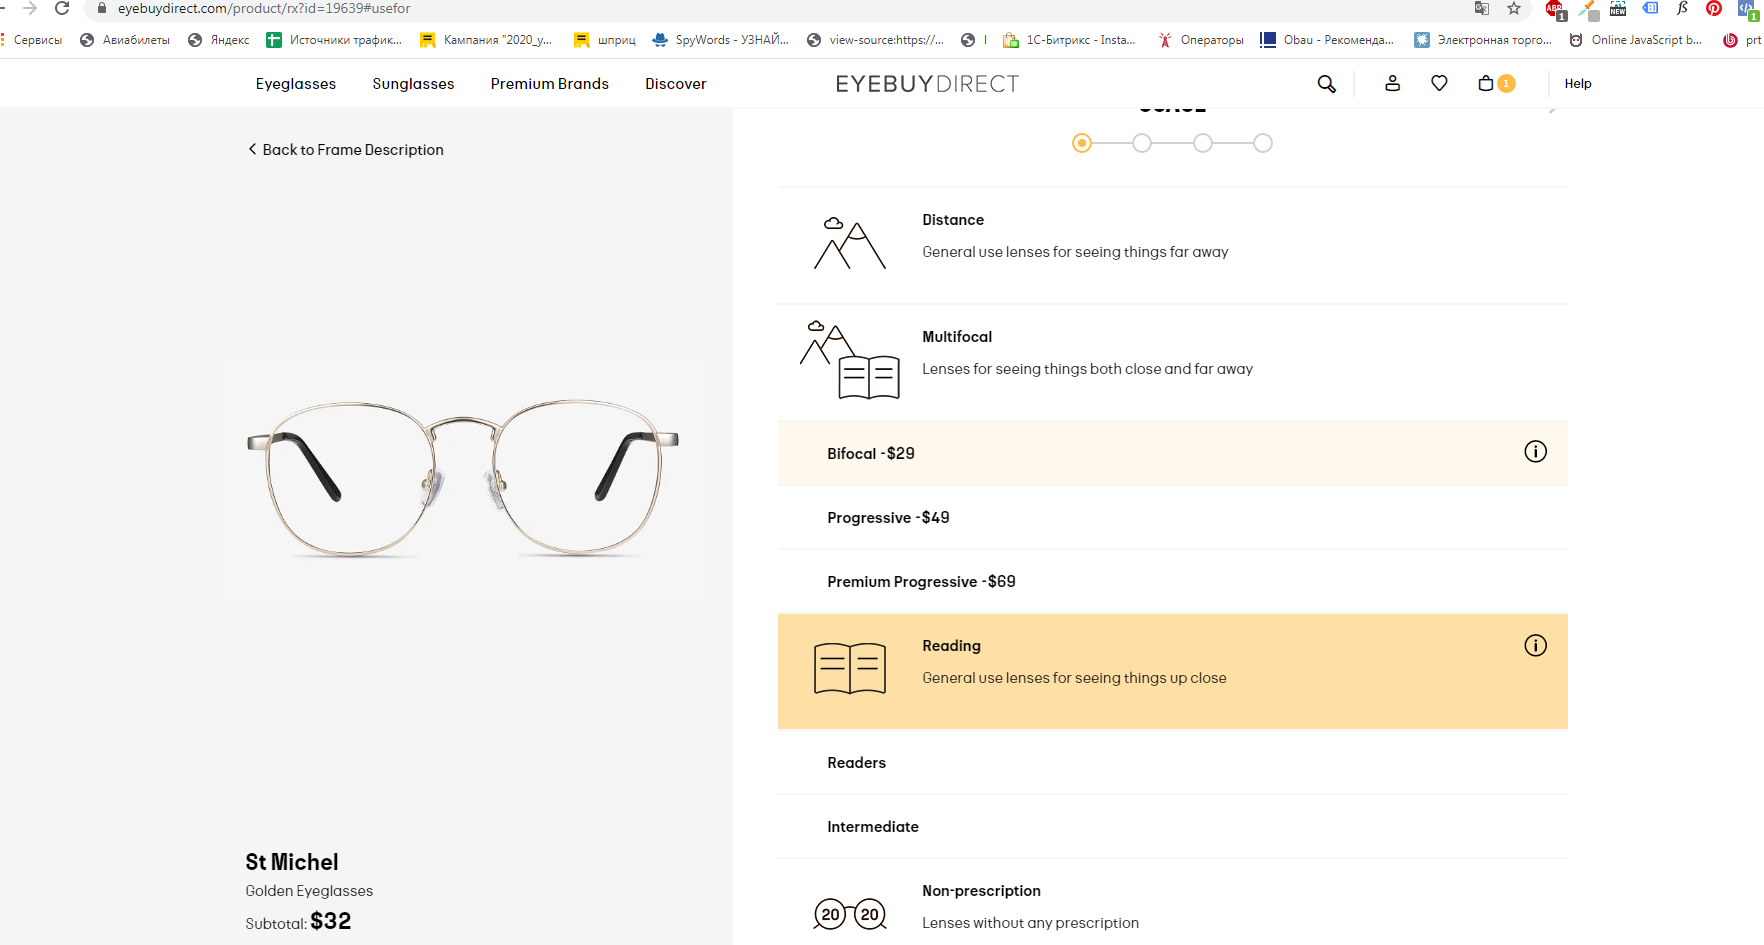 eyebuydirect.com/product/rx?id=19639#usefor
Сервисы Авиабилеты Яндекс Источники трафик... Кампания "2020_у... шприц SpyWords - УЗНАЙ... view-source:https://... I 1С-Битрикс - Insta... Операторы Obau - Рекоменда... Электронная торго... Online JavaScript b... prt
Eyeglasses Sunglasses Premium Brands Discover EYEBUYDIRECT 1 Help
Back to Frame Description
Distance
General use lenses for seeing things far away
Multifocal
Lenses for seeing things both close and far away
Bifocal -$29
Progressive -$49
Premium Progressive -$69
Reading
General use lenses for seeing things up close
Readers
Intermediate
20 20
Non-prescription
Lenses without any prescription
St Michel
Golden Eyeglasses
Subtotal: $32